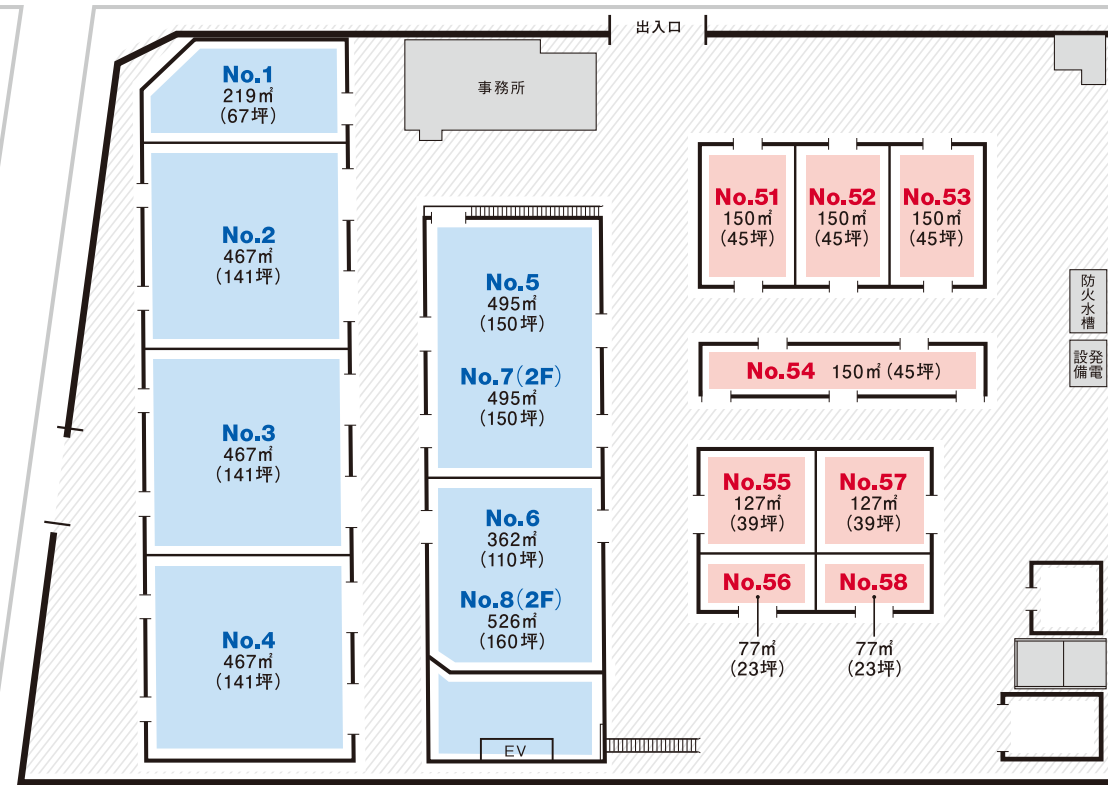 出入口
事務所
No.1
219㎡
(67坪)
No.2
467㎡
(141坪)
No.3
467㎡
(141坪)
No.4
467㎡
(141坪)
No.5
495㎡
(150坪)
No.7(2F)
495㎡
(150坪)
No.6
362㎡
(110坪)
No.8(2F)
526㎡
(160坪)
EV
No.51
150㎡
(45坪)
No.52
150㎡
(45坪)
No.53
150㎡
(45坪)
No.54 150㎡(45坪)
No.55
127㎡
(39坪)
No.57
127㎡
(39坪)
No.56
77㎡
(23坪)
No.58
77㎡
(23坪)
防火水槽
発電
設備